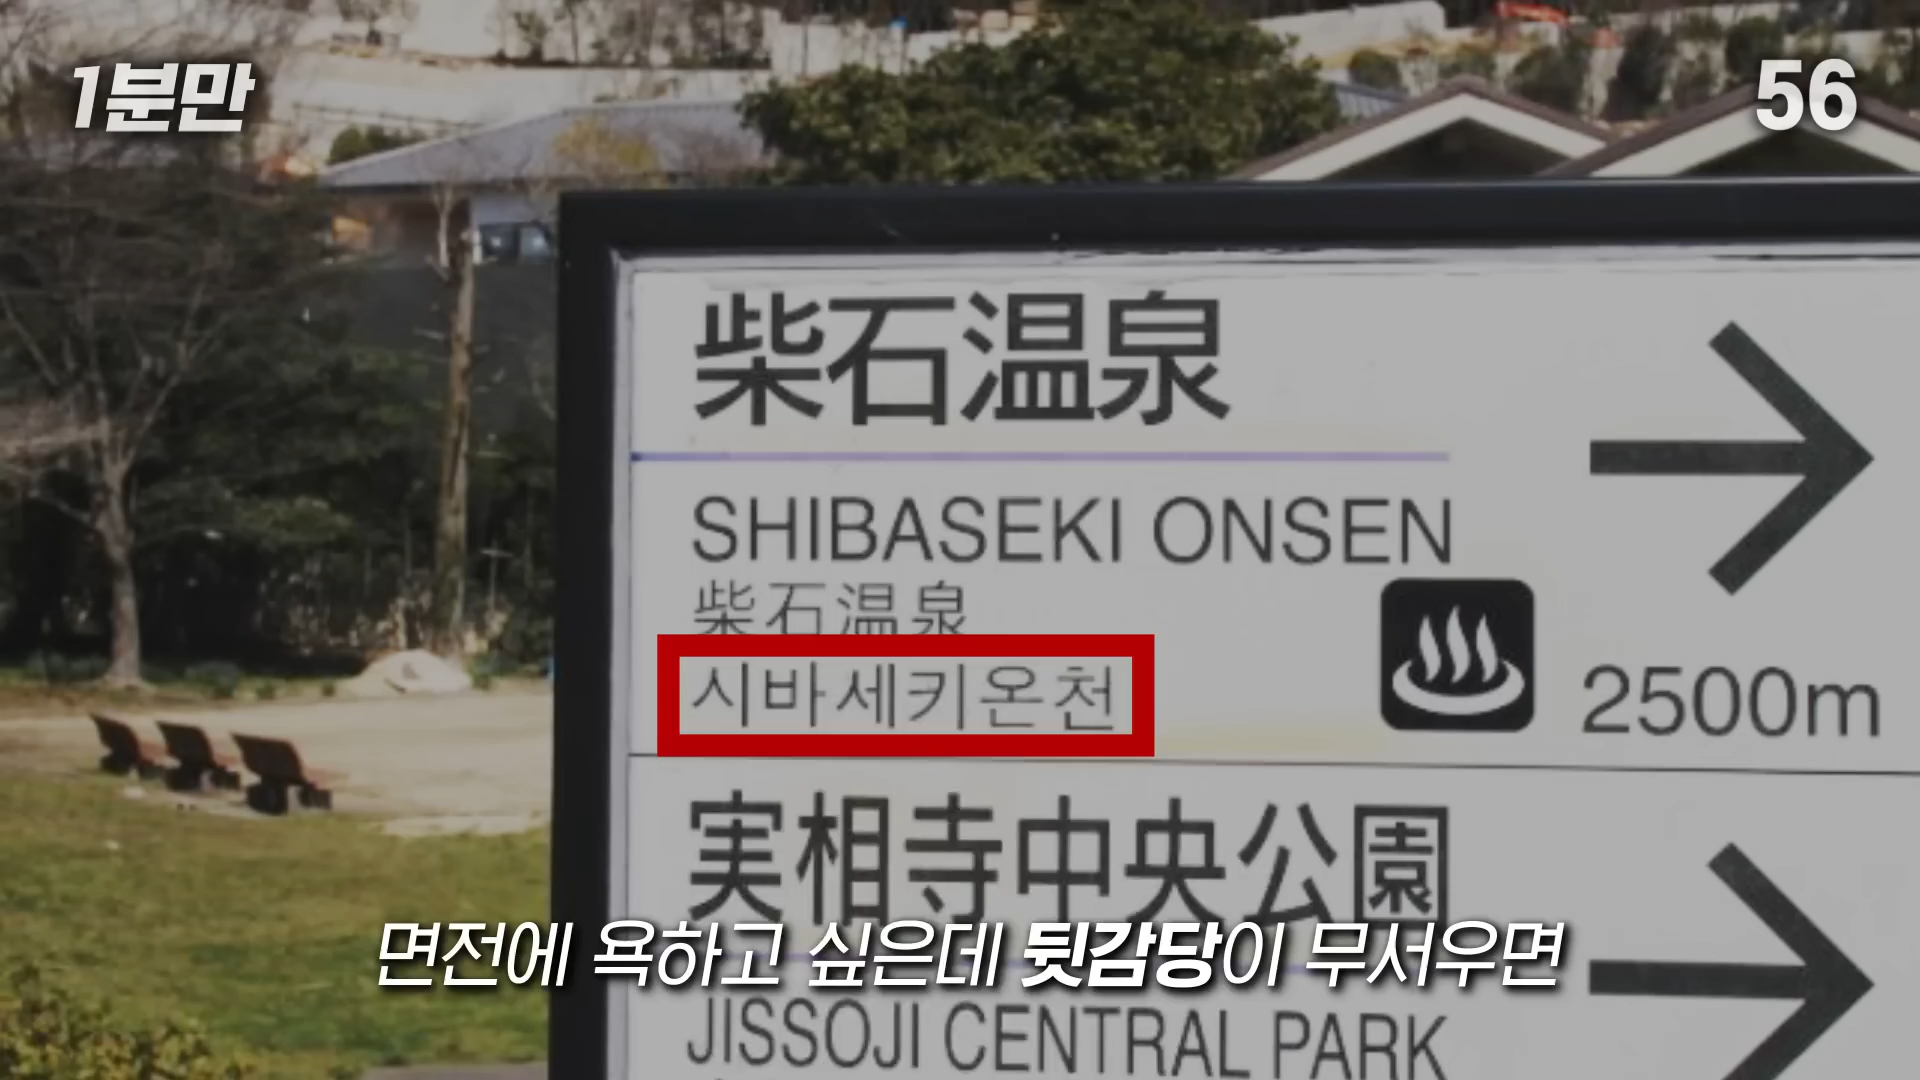 1분만
56
柴石温泉
SHIBASEKI ONSEN
柴石温泉
시바세키온천
2500m
実相寺中央公園
면전에 욕하고 싶은데 뒷감당이 무서우면
JISSOJI CENTRAL PARK